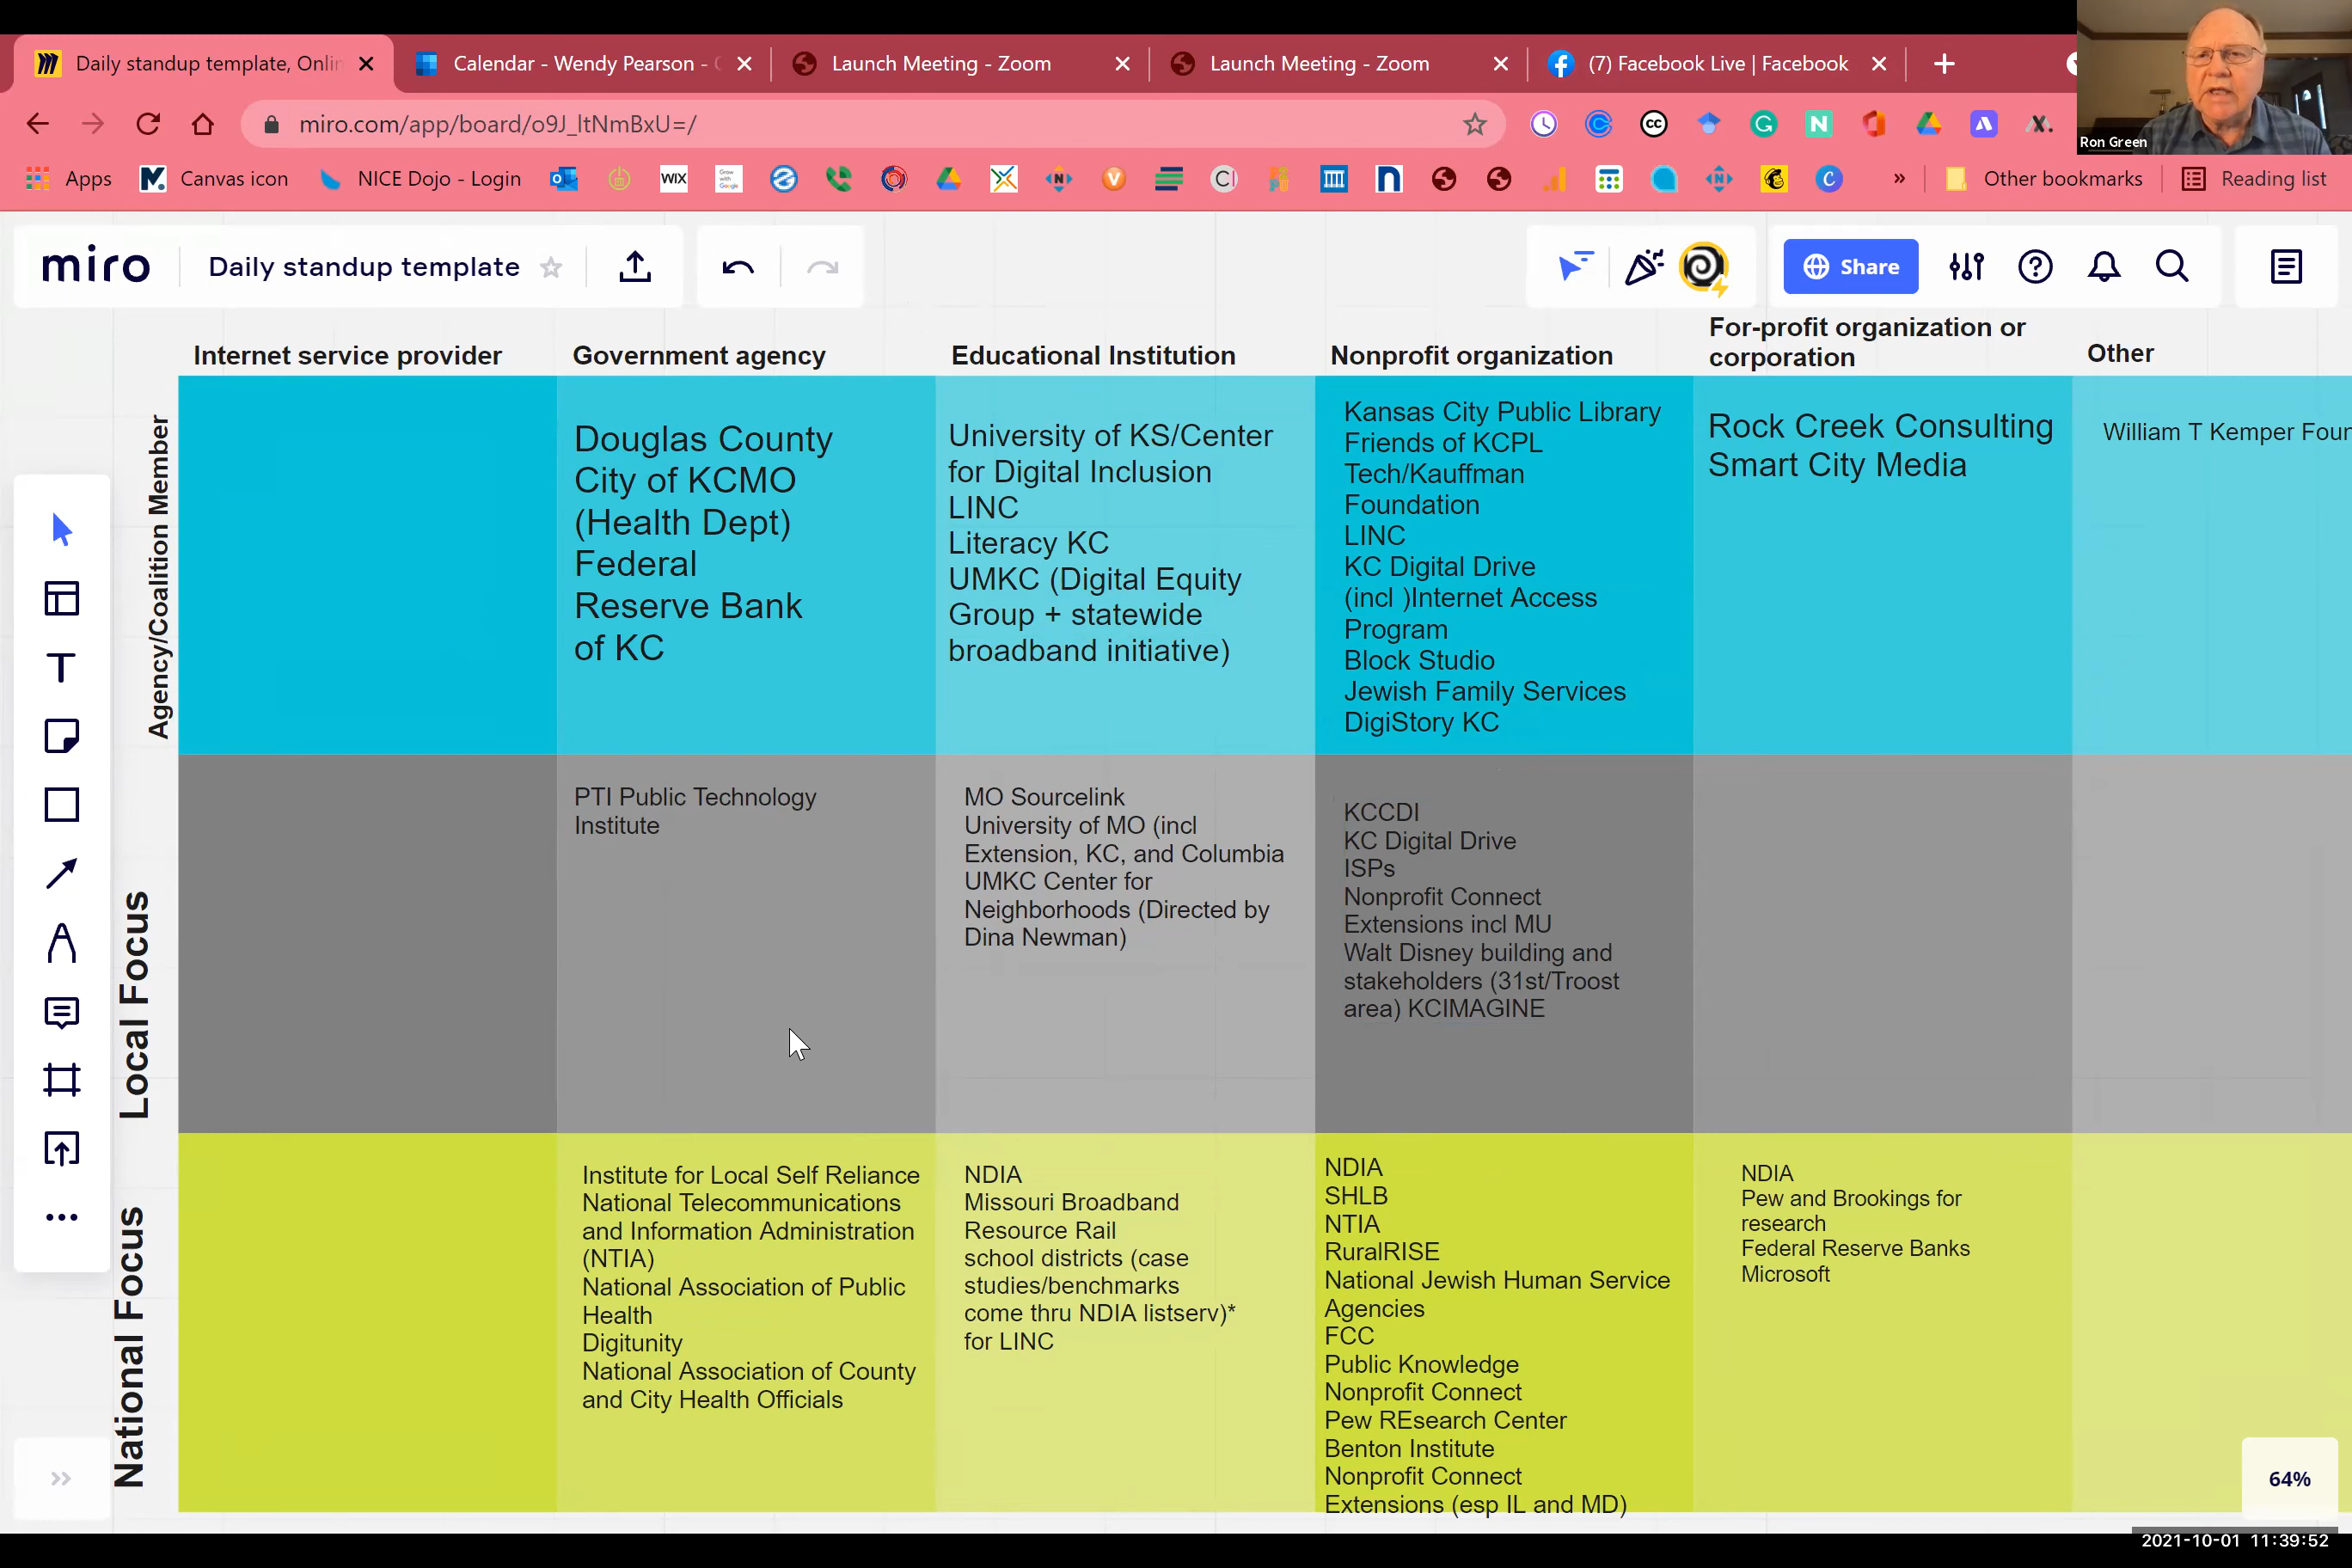 Daily standup template, Onlin
Calendar - Wendy Pearson -
Launch Meeting - Zoom
Launch Meeting - Zoom
(7) Facebook Live | Facebook
miro.com/app/board/o9J_ltNmBxU=/
Ron Green
Apps
Canvas icon
NICE Dojo - Login
WIX
Other bookmarks
Reading list
miro
Daily standup template
Share
Internet service provider
Government agency
Educational Institution
Nonprofit organization
For-profit organization or
corporation
Other
Agency/Coalition Member
Douglas County
City of KCMO
(Health Dept)
Federal
Reserve Bank
of KC
University of KS/Center
for Digital Inclusion
LINC
Literacy KC
UMKC (Digital Equity
Group + statewide
broadband initiative)
Kansas City Public Library
Friends of KCPL
Tech/Kauffman
Foundation
LINC
KC Digital Drive
(incl )Internet Access
Program
Block Studio
Jewish Family Services
DigiStory KC
Rock Creek Consulting
Smart City Media
William T Kemper Four
Local Focus
PTI Public Technology
Institute
MO Sourcelink
University of MO (incl
Extension, KC, and Columbia
UMKC Center for
Neighborhoods (Directed by
Dina Newman)
KCCDI
KC Digital Drive
ISPs
Nonprofit Connect
Extensions incl MU
Walt Disney building and
stakeholders (31st/Troost
area) KCIMAGINE
National Focus
Institute for Local Self Reliance
National Telecommunications
and Information Administration
(NTIA)
National Association of Public
Health
Digitunity
National Association of County
and City Health Officials
NDIA
Missouri Broadband
Resource Rail
school districts (case
studies/benchmarks
come thru NDIA listserv)*
for LINC
NDIA
SHLB
NTIA
RuralRISE
National Jewish Human Service
Agencies
FCC
Public Knowledge
Nonprofit Connect
Pew REsearch Center
Benton Institute
Nonprofit Connect
Extensions (esp IL and MD)
NDIA
Pew and Brookings for
research
Federal Reserve Banks
Microsoft
64%
2021-10-01 11:39:52